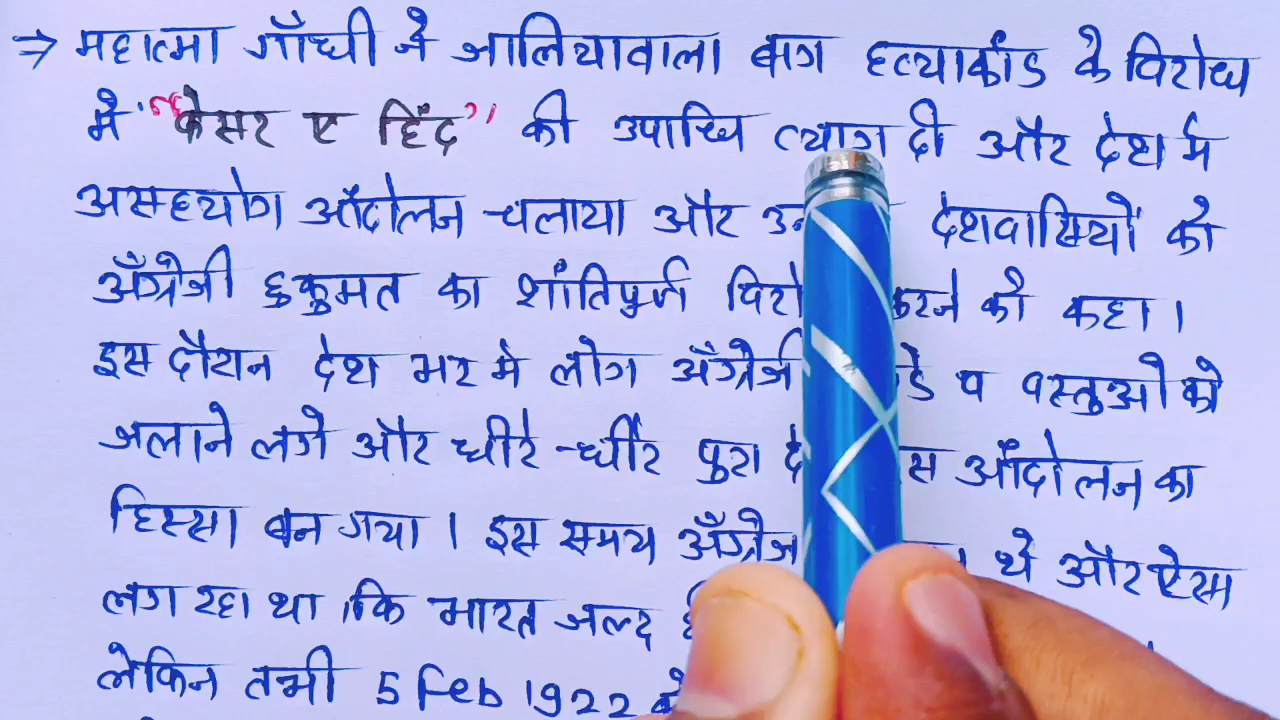 ⇒ महात्मा गाँधी ने जालियावाला बाग हत्याकांड के विरोध
मे "केसर ए हिंद" की उपाधि त्याग दी और देश मे
असहयोग आँदोलन चलाया और देशवासियों को
अँग्रेजी हुकुमत का शांतिपुर्ण करने को कहा।
इस दौरान देश भर मे लोग व वस्तुओ को
जलाने लगे और धीरे-धीरे पुरा आँदोलन का
हिस्सा बन गया। इस समय थे और ऐसा
लग रहा था कि भारत जल्द
लेकिन तभी 5 Feb 1922 को